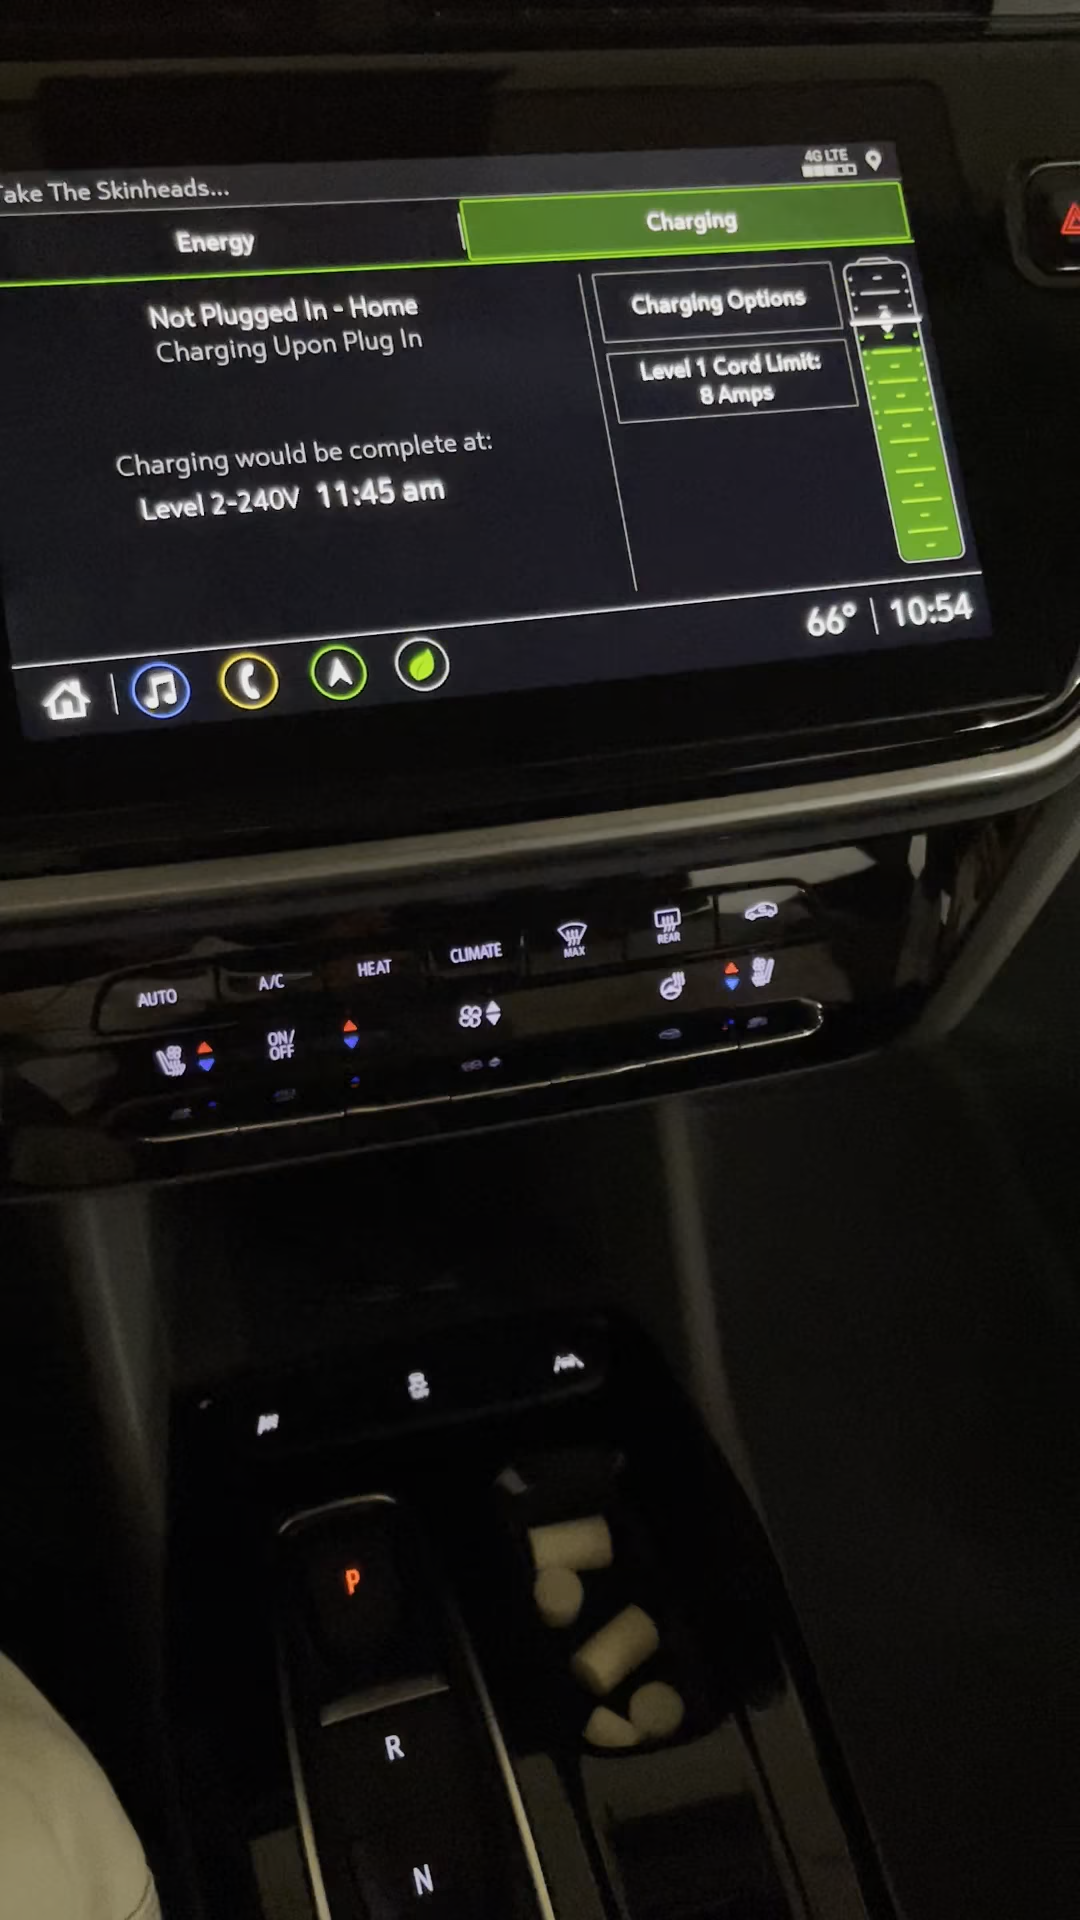 4G LTE
Take The Skinheads...
Energy
Charging
Not Plugged In - Home
Charging Upon Plug In
Charging Options
Level 1 Cord Limit:
8 Amps
Charging would be complete at:
Level 2-240V 11:45 am
66° 10:54
AUTO
A/C
HEAT
CLIMATE
MAX
REAR
ON/
OFF
P
R
N